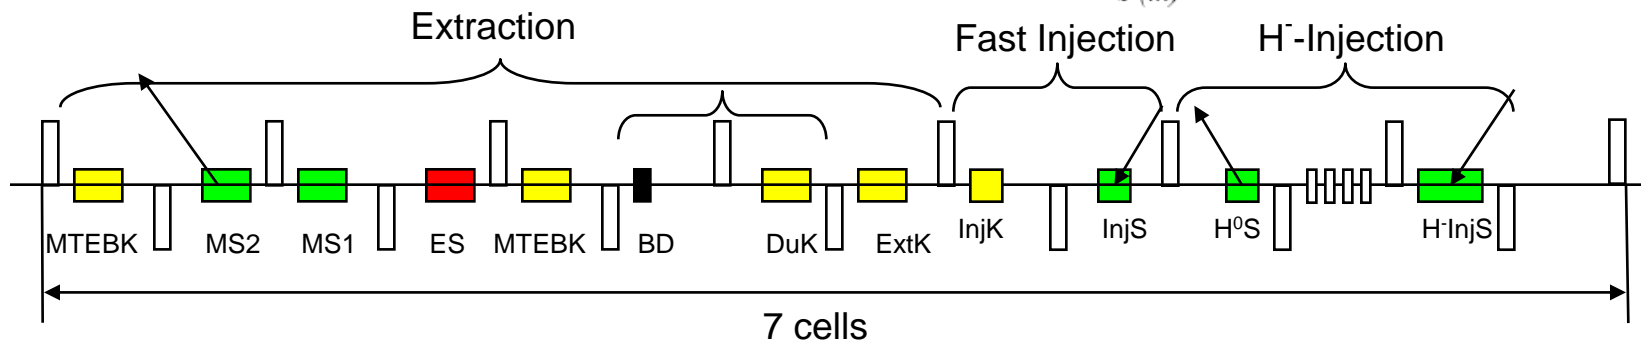 Extraction
Fast Injection
H⁻-Injection
MTEBK MS2 MS1 ES MTEBK BD DuK ExtK InjK InjS H⁰S H⁻InjS
7 cells